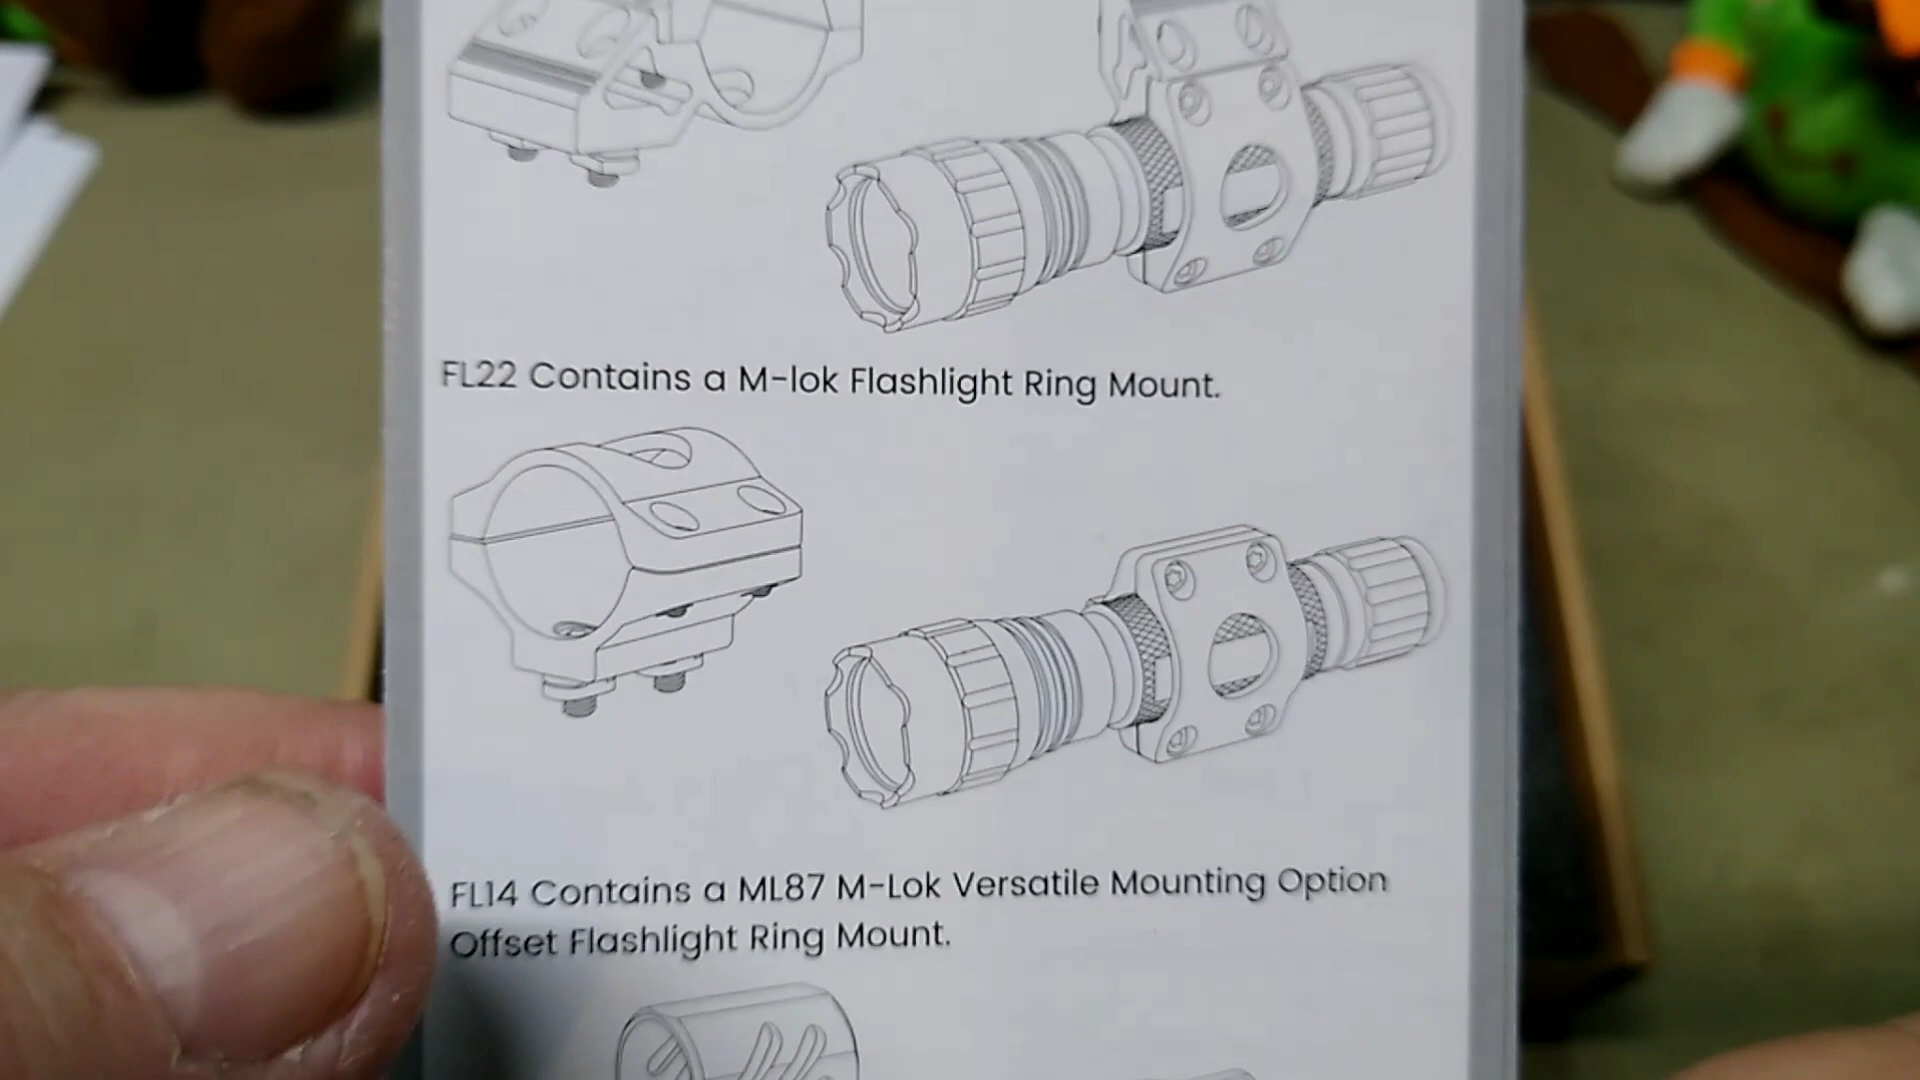 FL22 Contains a M-lok Flashlight Ring Mount.
FL14 Contains a ML87 M-Lok Versatile Mounting Option
Offset Flashlight Ring Mount.